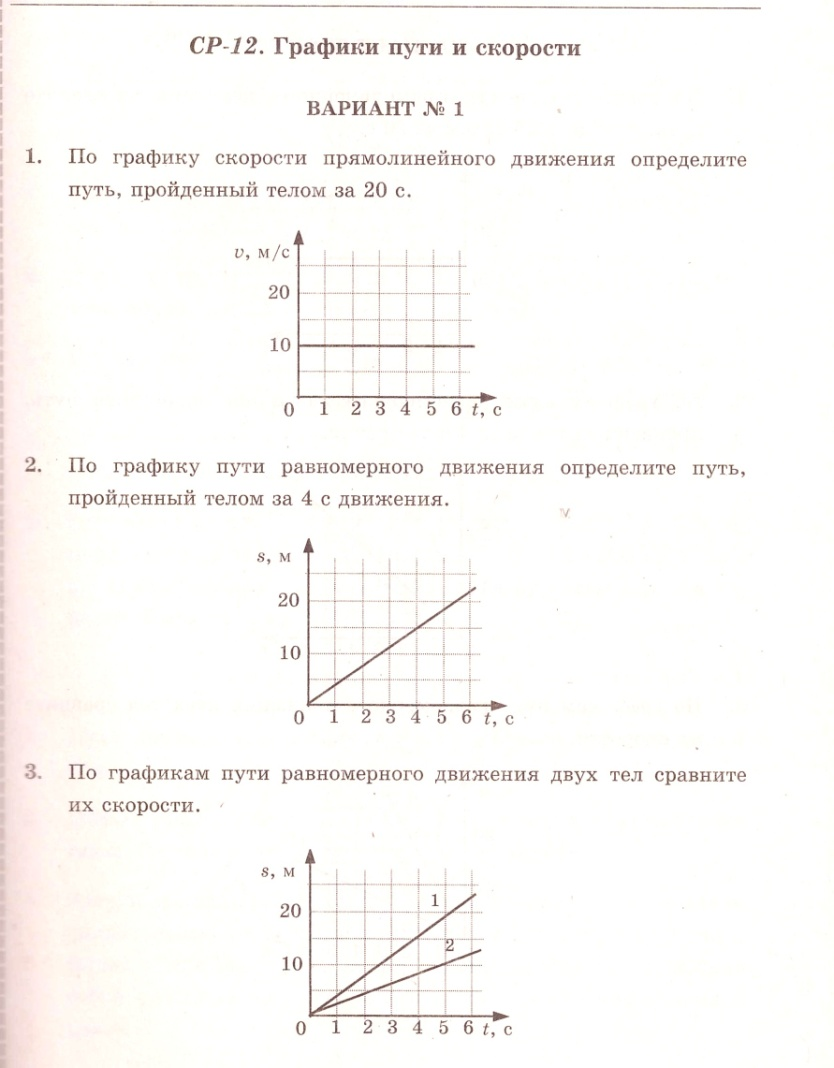 СР-12. Графики пути и скорости
ВАРИАНТ № 1
1. По графику скорости прямолинейного движения определите
путь, пройденный телом за 20 с.
v, м/с
20
10
0 1 2 3 4 5 6 t, с
2. По графику пути равномерного движения определите путь,
пройденный телом за 4 с движения.
s, м
20
10
0 1 2 3 4 5 6 t, с
3. По графикам пути равномерного движения двух тел сравните
их скорости.
s, м
1
20
2
10
0 1 2 3 4 5 6 t, с